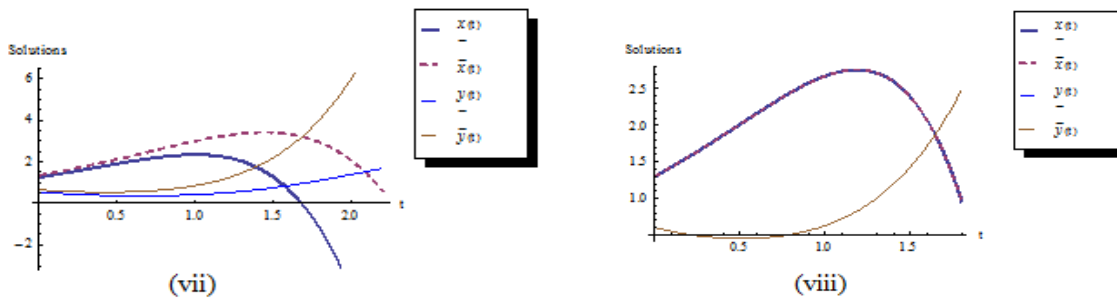 x(t)
x̄(t)
y(t)
ȳ(t)
Solutions
6
4
2
−2
0.5
1.0
1.5
2.0
t
(vii)
x(t)
x̄(t)
y(t)
ȳ(t)
Solutions
2.5
2.0
1.5
1.0
0.5
1.0
1.5
t
(viii)